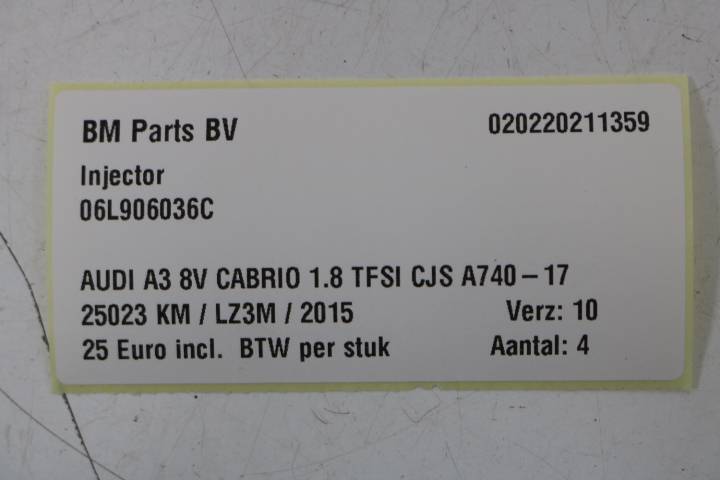 BM Parts BV 020220211359
Injector
06L906036C
AUDI A3 8V CABRIO 1.8 TFSI CJS A740 – 17
25023 KM / LZ3M / 2015 Verz: 10
25 Euro incl. BTW per stuk Aantal: 4